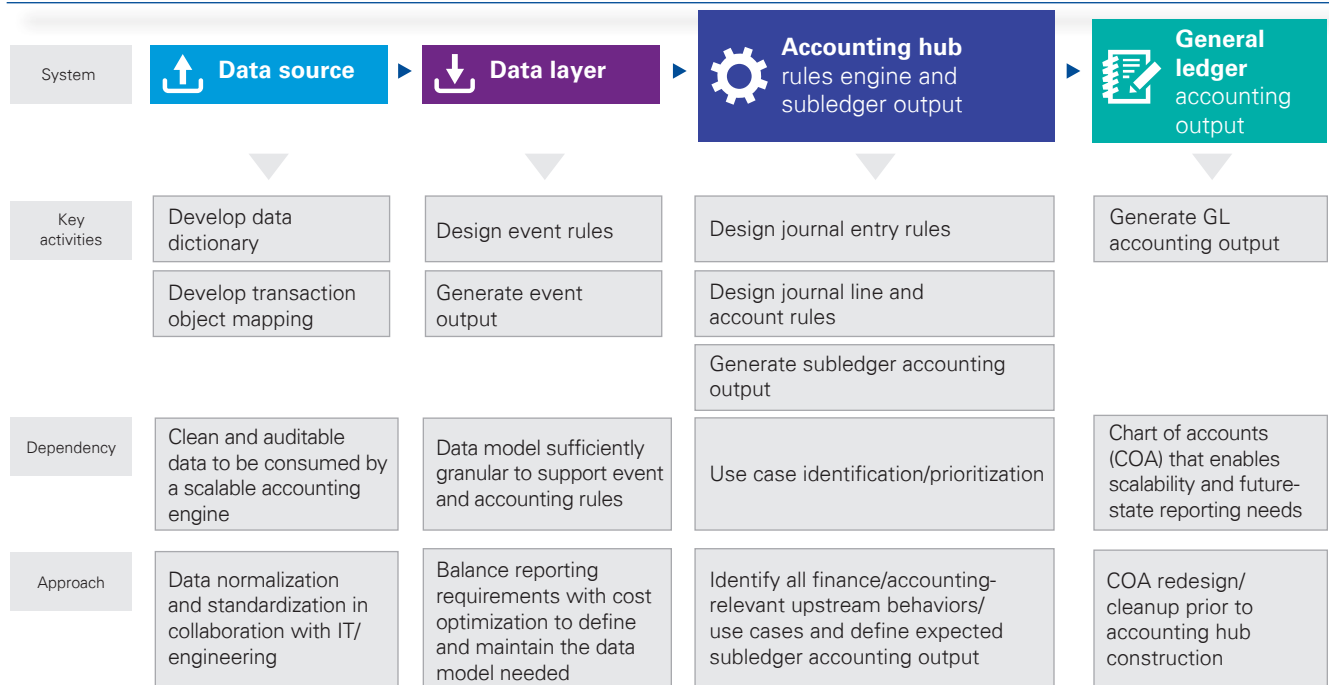 System
Data source
Data layer
Accounting hub
rules engine and
subledger output
General
ledger
accounting
output
Key
activities
Develop data
dictionary
Design event rules
Design journal entry rules
Generate GL
accounting output
Develop transaction
object mapping
Generate event
output
Design journal line and
account rules
Generate subledger accounting
output
Dependency
Clean and auditable
data to be consumed by
a scalable accounting
engine
Data model sufficiently
granular to support event
and accounting rules
Use case identification/prioritization
Chart of accounts
(COA) that enables
scalability and future-
state reporting needs
Approach
Data normalization
and standardization in
collaboration with IT/
engineering
Balance reporting
requirements with cost
optimization to define
and maintain the data
model needed
Identify all finance/accounting-
relevant upstream behaviors/
use cases and define expected
subledger accounting output
COA redesign/
cleanup prior to
accounting hub
construction